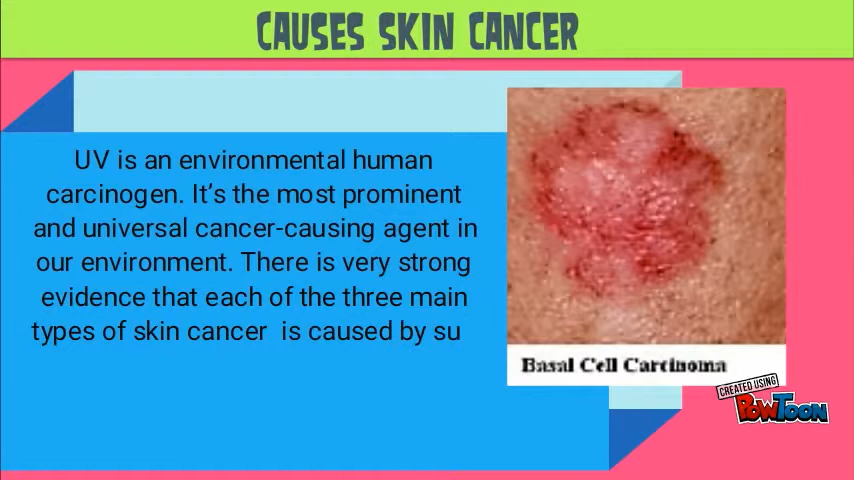 CAUSES SKIN CANCER
UV is an environmental human
carcinogen. It’s the most prominent
and universal cancer-causing agent in
our environment. There is very strong
evidence that each of the three main
types of skin cancer is caused by su
Basal Cell Carcinoma
CREATED USING
POWTOON